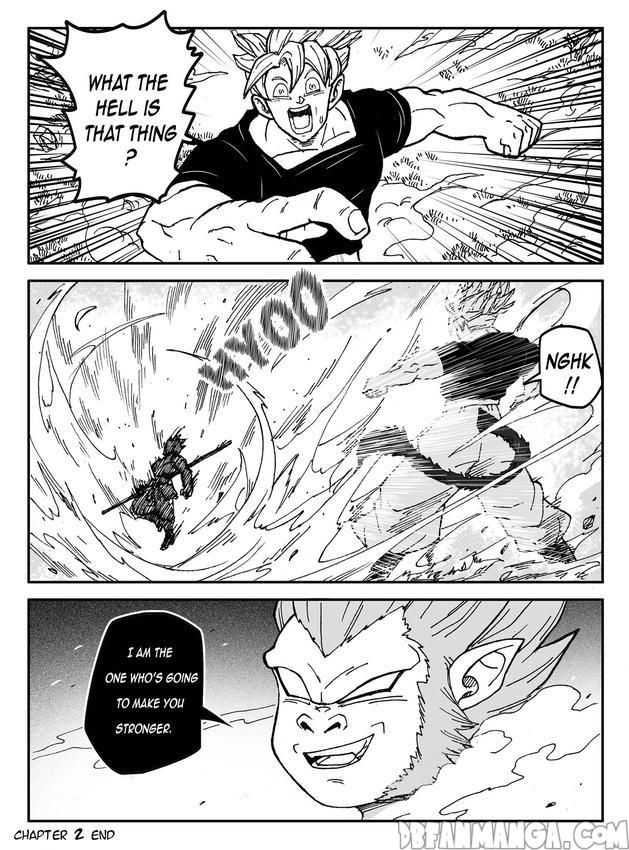 WHAT THE
HELL IS
THAT THING
?
NGHK
!!
I AM THE
ONE WHO'S GOING
TO MAKE YOU
STRONGER.
CHAPTER 2 END
DBFANMANGA.COM